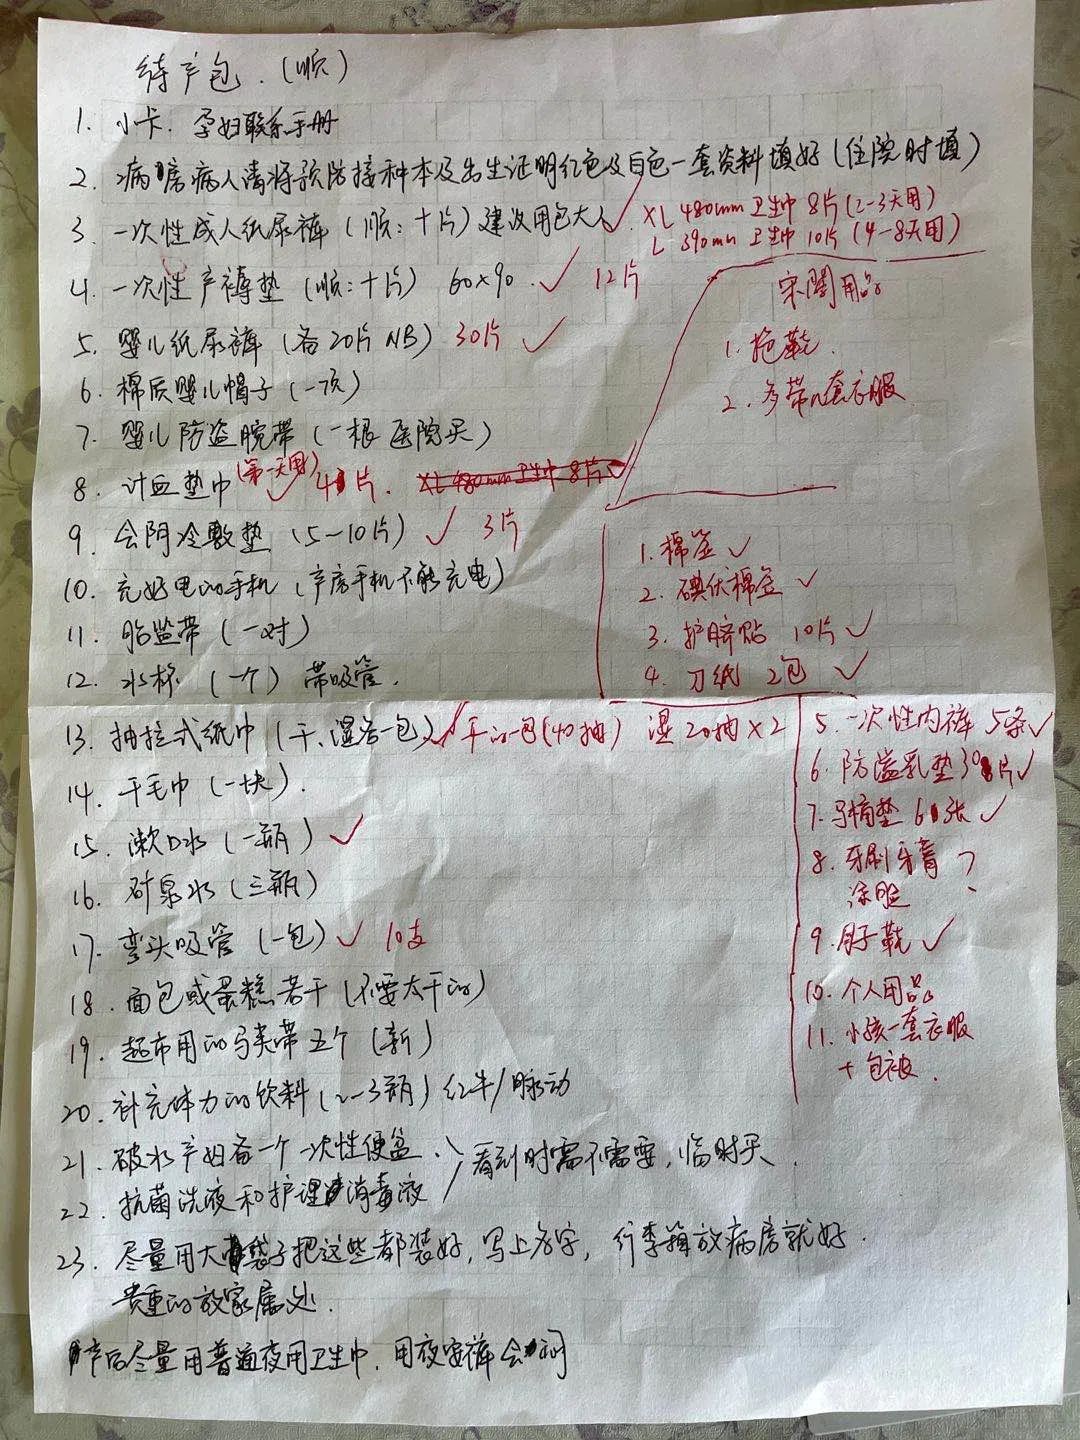 待产包.(顺)
1. 小卡. 孕妇联系手册
2. 病房病人请将预防接种本及出生证明红色及白色一套资料填好(住院时填)
3. 一次性成人纸尿裤(顺:十片)建议用包大人✓ XL 480mm 卫生巾 8片(2-3天用)
L 390mm 卫生巾 10片 (4-8天用)
4. 一次性产褥垫(顺:十片) 60×90 ✓ 12片
5. 婴儿纸尿裤(各20片 NB) 30片 ✓
6. 棉质婴儿帽子(一顶)
7. 婴儿防盗腕带(一根 医院买)
8. 计血垫巾(第一天用)✓ 4片. XL 480mm 卫生巾 8片✓
9. 会阴冷敷垫(5-10片)✓ 3片
10. 充好电的手机(产房手机不能充电)
11. 胎监带(一对)
12. 水杯(一个)带吸管.
家属用品
1. 拖鞋.
2. 多带几套衣服
1. 棉签 ✓
2. 碘伏棉签 ✓
3. 护脐贴 10片 ✓
4. 刀纸 2包 ✓
13. 抽拉式纸巾(干、湿各一包)✓ 干的一包(40抽) 湿 20抽×2
14. 干毛巾(一块).
15. 漱口水(一瓶)✓
16. 矿泉水(三瓶)
17. 弯头吸管(一包)✓ 10支
18. 面包或蛋糕若干(不要太干的)
19. 超市用的马夹带五个(新)
20. 补充体力的饮料(2-3瓶)红牛/脉动
21. 破水产妇备一个一次性便盆.
22. 抗菌洗液和护理消毒液
看到时需不需要,临时买.
5. 一次性内裤 5条✓
6. 防溢乳垫 30片✓
7. 马桶垫 6张 ✓
8. 牙刷牙膏 ?
9. 月子鞋 ✓
10. 个人用品
11. 小孩一套衣服
+包被.
23. 尽量用大袋子把这些都装好,写上名字,行李箱放病房就好.
贵重的放家属处.
产后尽量用普通夜用卫生巾.用夜安裤会闷